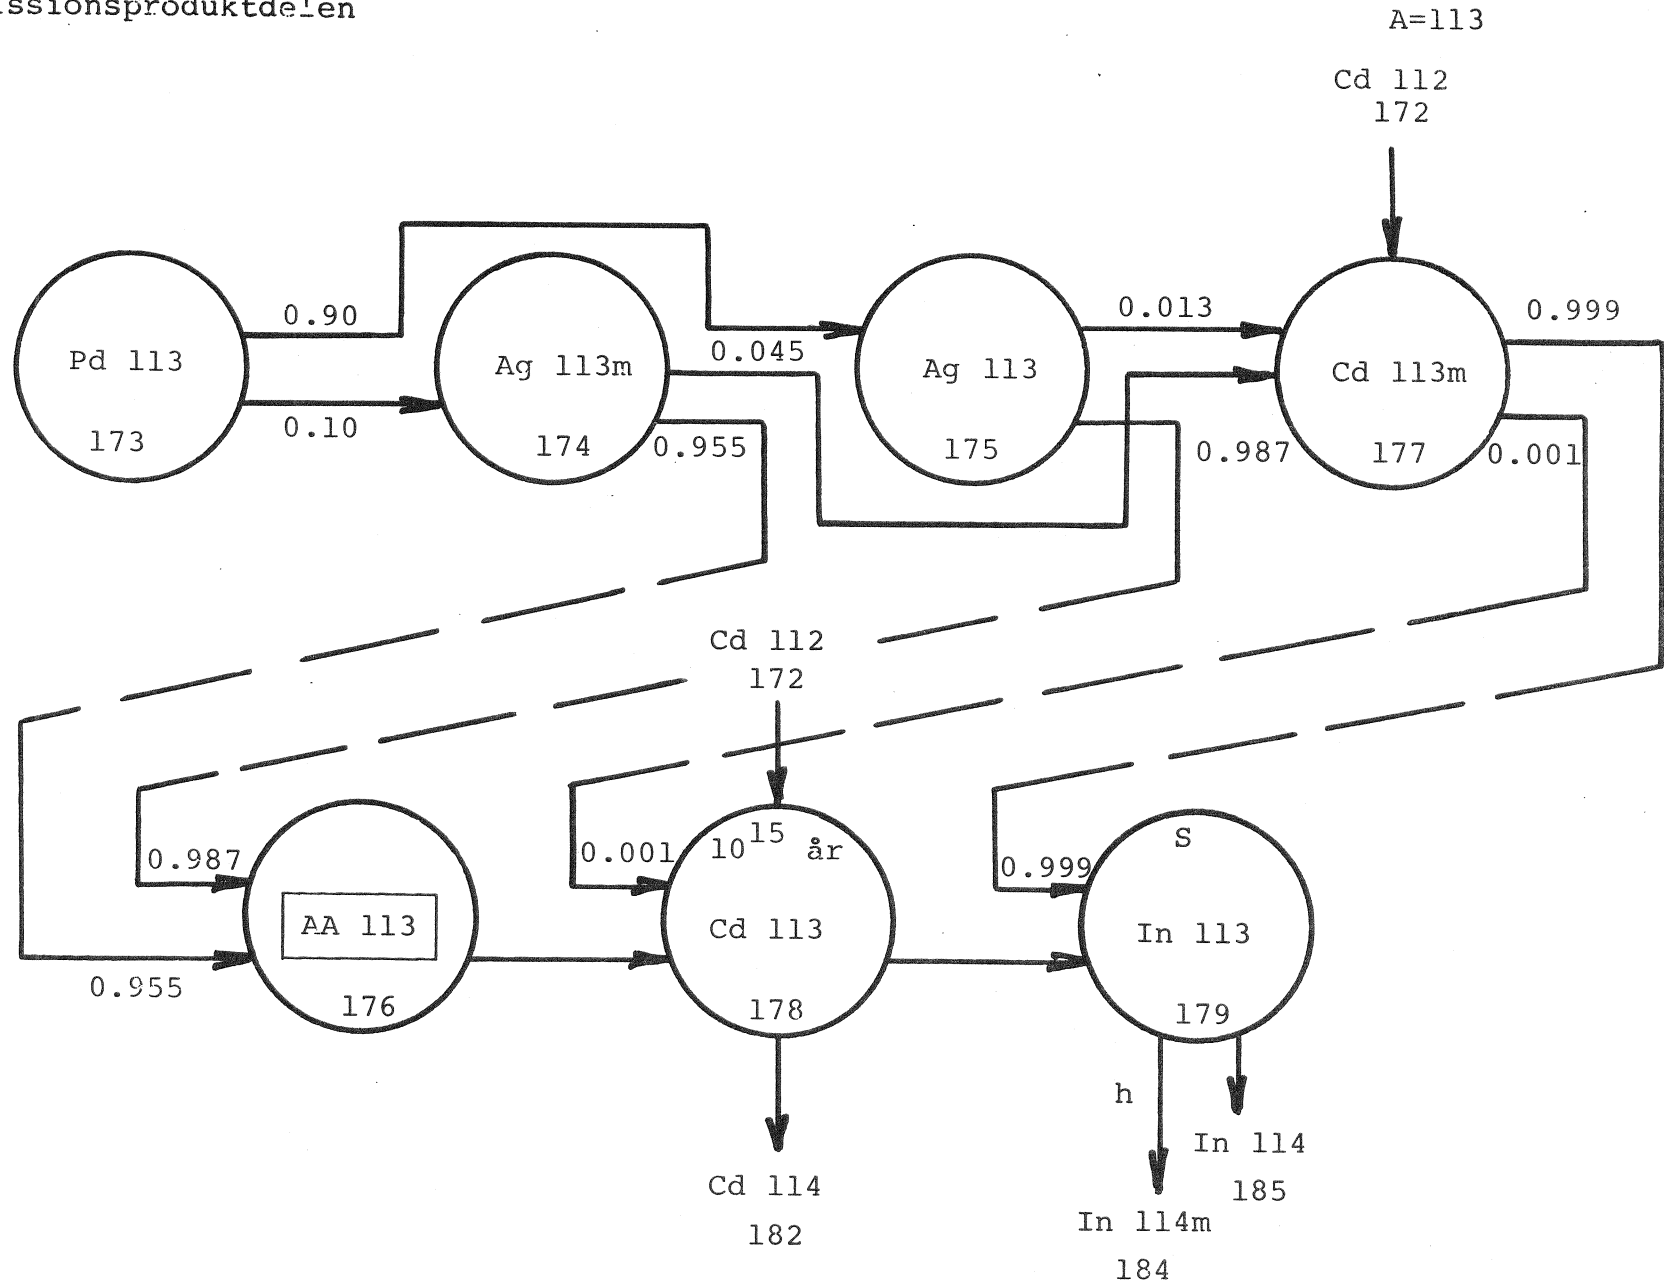 ssionsproduktdelen
A=113
Cd 112
172
0.90
0.013
0.999
Pd 113
Ag 113m
0.045
Ag 113
Cd 113m
0.10
173
174
0.955
175
0.987
177
0.001
Cd 112
172
0.987
0.001
10 15 år
0.999
S
AA 113
Cd 113
In 113
0.955
176
178
179
h
In 114
Cd 114
185
In 114m
182
184